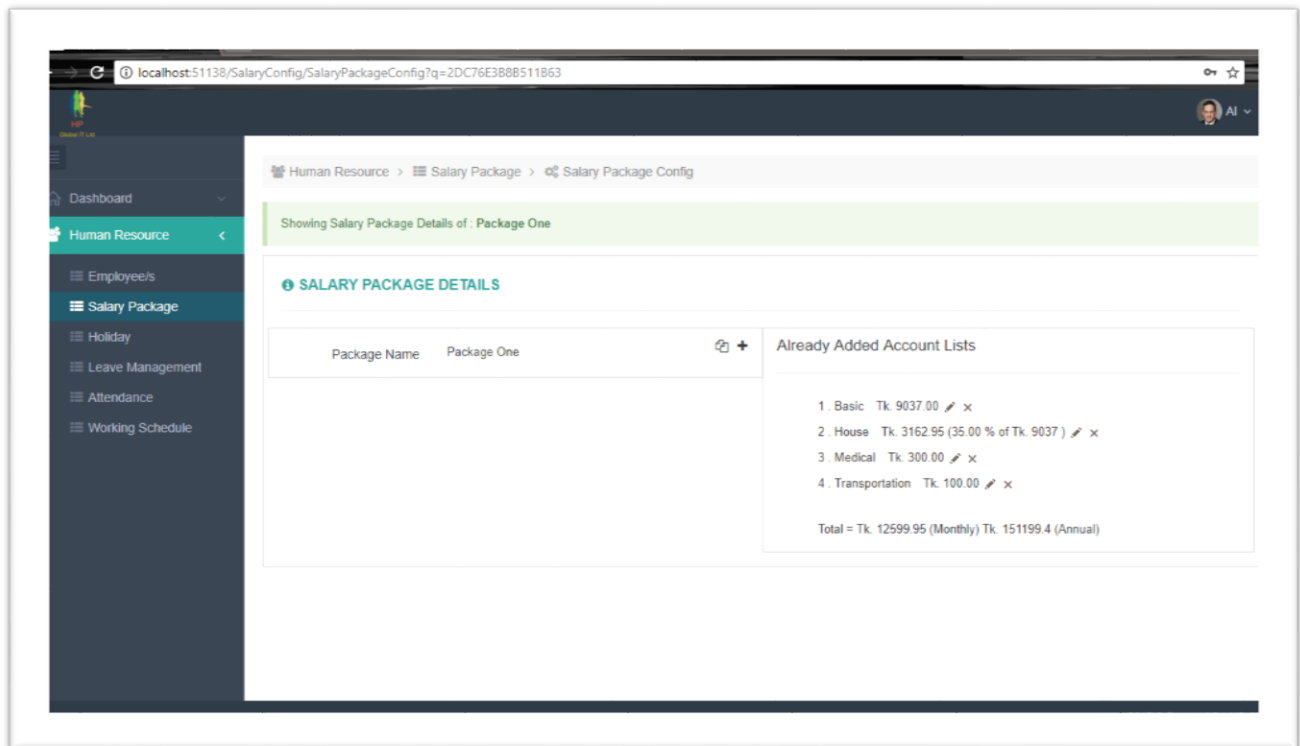 localhost:51138/SalaryConfig/SalaryPackageConfig?q=2DC76E3B8B511B63
HP
Global IT Ltd
Al
Human Resource > Salary Package > Salary Package Config
Dashboard
Human Resource
Employee/s
Salary Package
Holiday
Leave Management
Attendance
Working Schedule
Showing Salary Package Details of : Package One
SALARY PACKAGE DETAILS
Package Name Package One
Already Added Account Lists
1 . Basic Tk. 9037.00
2 . House Tk. 3162.95 (35.00 % of Tk. 9037 )
3 . Medical Tk. 300.00
4 . Transportation Tk. 100.00
Total = Tk. 12599.95 (Monthly) Tk. 151199.4 (Annual)